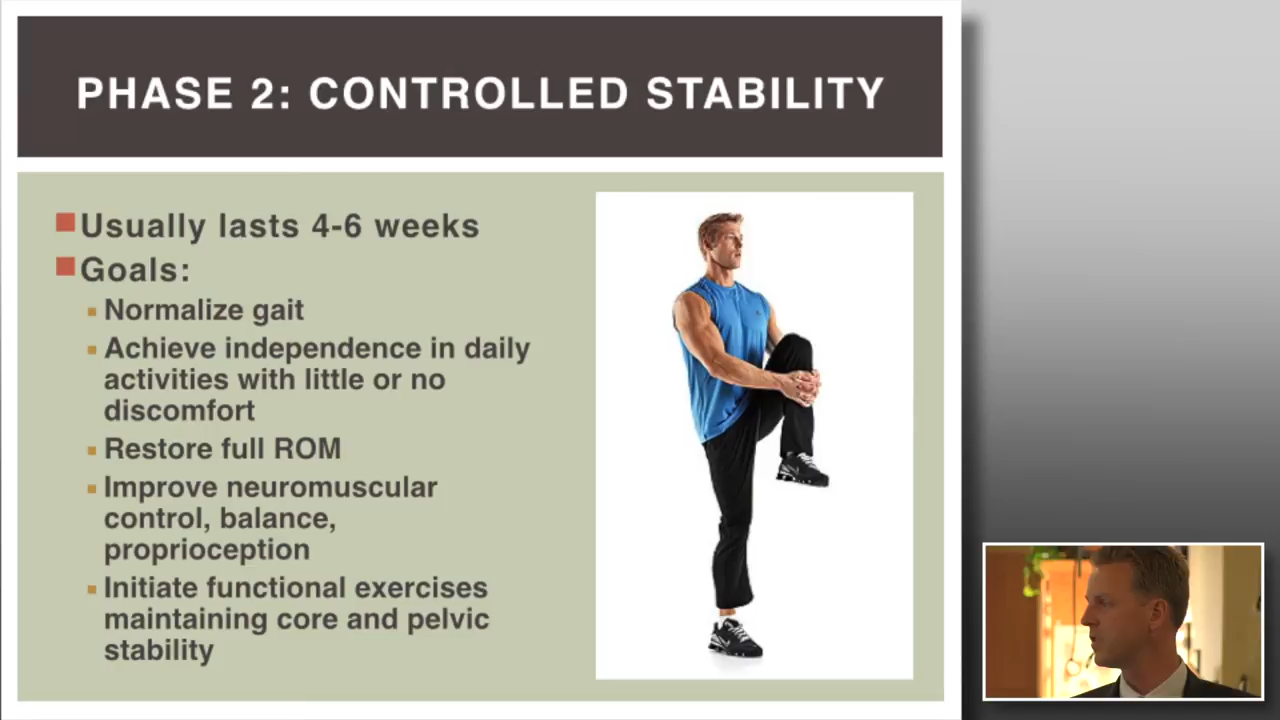 PHASE 2: CONTROLLED STABILITY
Usually lasts 4-6 weeks
Goals:
Normalize gait
Achieve independence in daily
activities with little or no
discomfort
Restore full ROM
Improve neuromuscular
control, balance,
proprioception
Initiate functional exercises
maintaining core and pelvic
stability